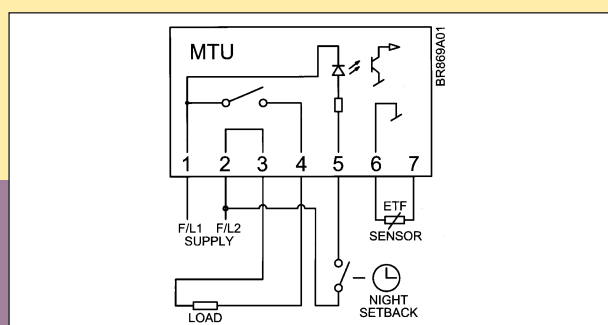 MTU
BR869A01
1 2 3 4 5 6 7
F/L1 F/L2
SUPPLY
ETF
SENSOR
NIGHT
SETBACK
LOAD